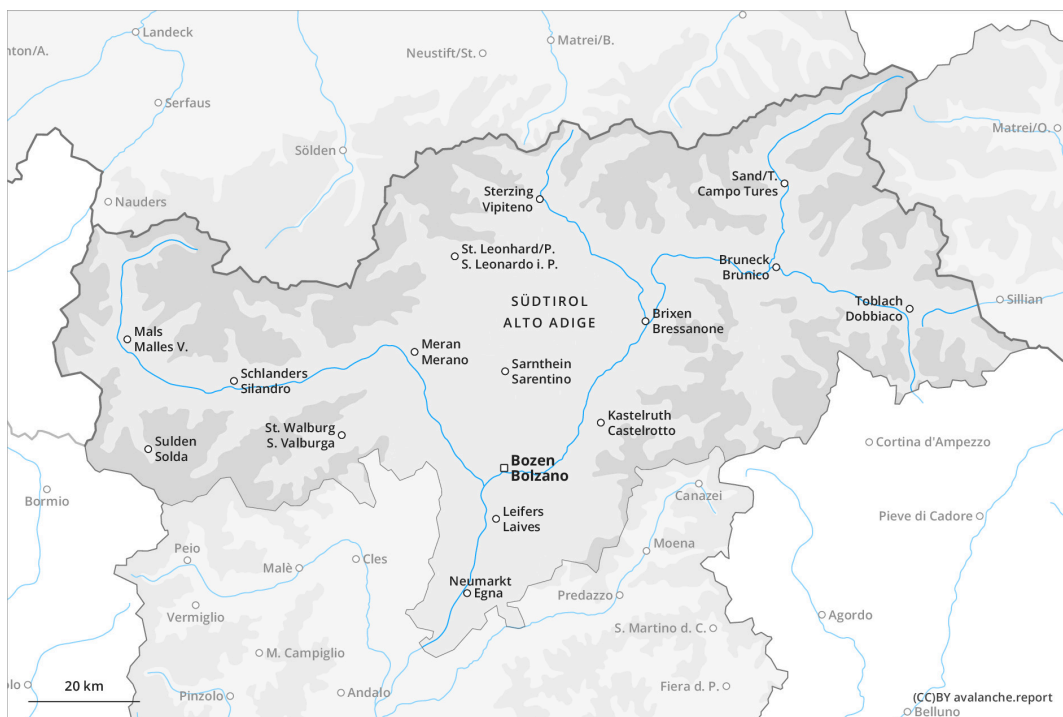 Landeck
nton/A.
Neustift/St.
Matrei/B.
Serfaus
Sölden
Matrei/O.
Nauders
Sand/T.
Campo Tures
Sterzing
Vipiteno
St. Leonhard/P.
S. Leonardo i. P.
Bruneck
Brunico
SÜDTIROL
ALTO ADIGE
Toblach
Dobbiaco
Sillian
Brixen
Bressanone
Mals
Malles V.
Meran
Merano
Sarnthein
Sarentino
Schlanders
Silandro
Kastelruth
Castelrotto
St. Walburg
S. Valburga
Sulden
Solda
Cortina d'Ampezzo
Bozen
Bolzano
Bormio
Canazei
Leifers
Laives
Pieve di Cadore
Peio
Cles
Malè
Moena
Neumarkt
Egna
Predazzo
Vermiglio
Agordo
S. Martino d. C.
M. Campiglio
olo
20 km
Pinzolo
Andalo
Fiera d. P.
(CC)BY avalanche.report
Belluno